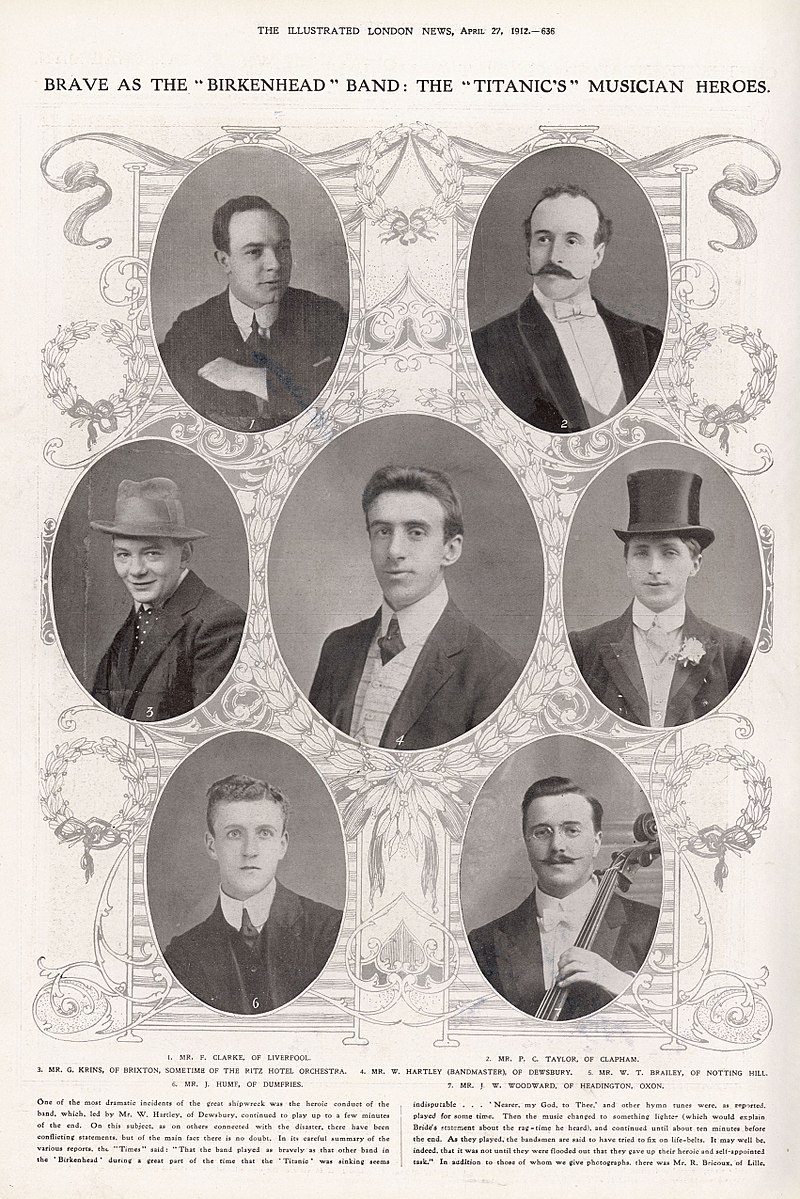 THE ILLUSTRATED LONDON NEWS, APRIL 27, 1912.—636
BRAVE AS THE "BIRKENHEAD" BAND: THE "TITANIC'S" MUSICIAN HEROES.
1
2
3
4
6
1. MR. F. CLARKE, OF LIVERPOOL.
2. MR. P. C. TAYLOR, OF CLAPHAM.
3. MR. G. KRINS, OF BRIXTON, SOMETIME OF THE RITZ HOTEL ORCHESTRA.
4. MR. W. HARTLEY (BANDMASTER), OF DEWSBURY.
5. MR. W. T. BRAILEY, OF NOTTING HILL.
6. MR. J. HUME, OF DUMFRIES.
7. MR. J. W. WOODWARD, OF HEADINGTON, OXON.
One of the most dramatic incidents of the great shipwreck was the heroic conduct of the
band, which, led by Mr. W. Hartley, of Dewsbury, continued to play up to a few minutes
of the end. On this subject, as on others connected with the disaster, there have been
conflicting statements, but of the main fact there is no doubt. In its careful summary of the
various reports, the "Times" said: "That the band played as bravely as that other band in
the 'Birkenhead' during a great part of the time that the 'Titanic' was sinking seems
indisputable . . . 'Nearer, my God, to Thee,' and other hymn tunes were, as reported,
played for some time. Then the music changed to something lighter (which would explain
Bride's statement about the rag-time he heard), and continued until about ten minutes before
the end. As they played, the bandsmen are said to have tried to fix on life-belts. It may well be,
indeed, that it was not until they were flooded out that they gave up their heroic and self-appointed
task." In addition to those of whom we give photographs, there was Mr. R. Bricoux, of Lille.